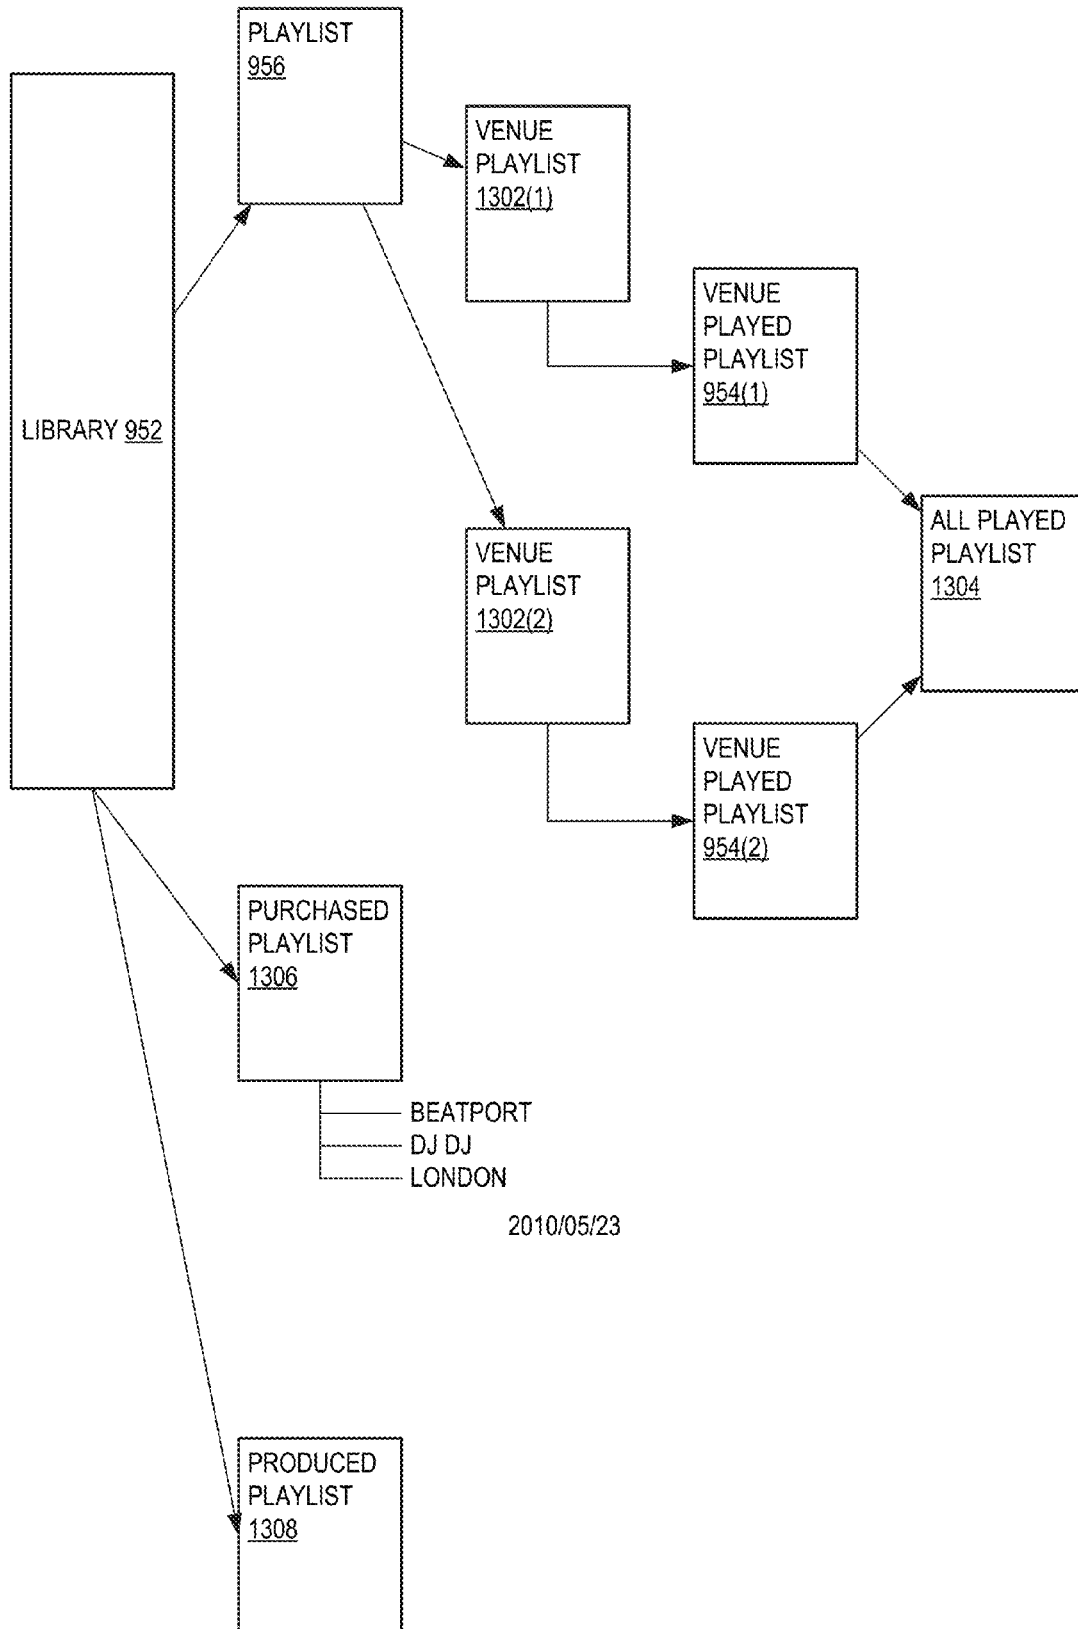 PLAYLIST
956
VENUE
PLAYLIST
1302(1)
VENUE
PLAYED
PLAYLIST
954(1)
LIBRARY 952
ALL PLAYED
PLAYLIST
1304
VENUE
PLAYLIST
1302(2)
VENUE
PLAYED
PLAYLIST
954(2)
PURCHASED
PLAYLIST
1306
BEATPORT
DJ DJ
LONDON
2010/05/23
PRODUCED
PLAYLIST
1308